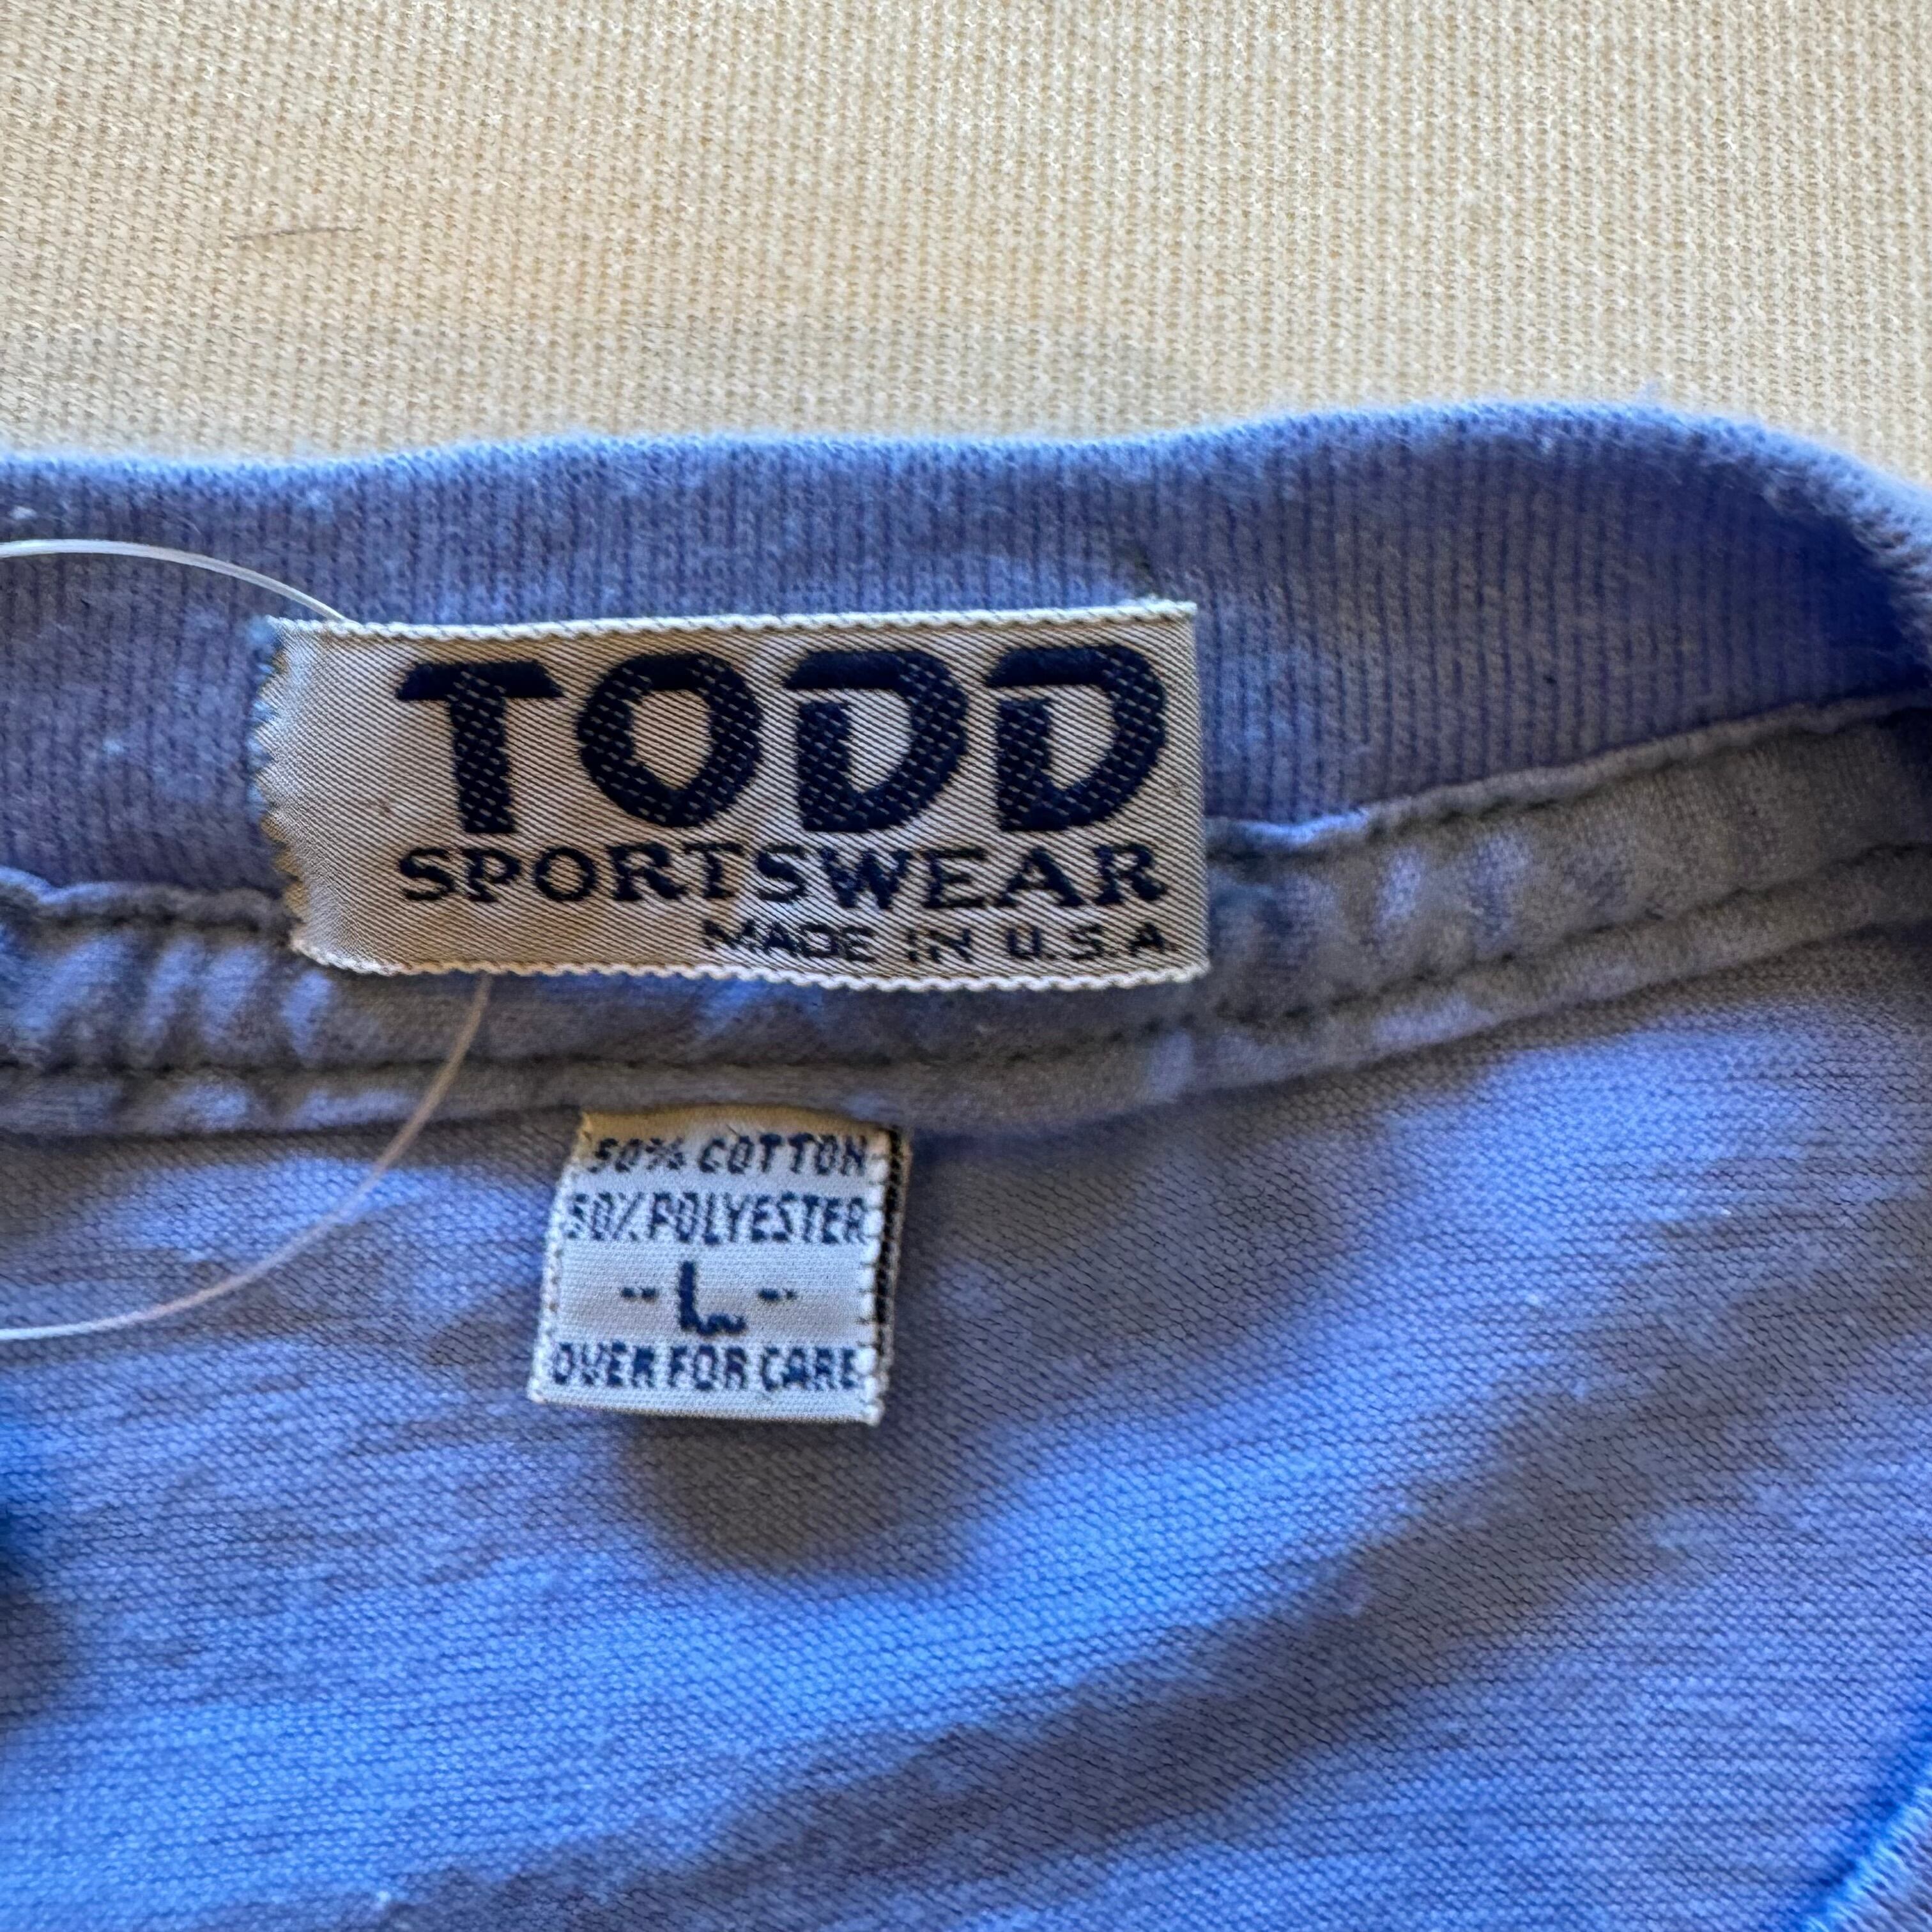 TODD
SPORTSWEAR
MADE IN U.S.A.
50% COTTON
50% POLYESTER
-- L --
OVER FOR CARE